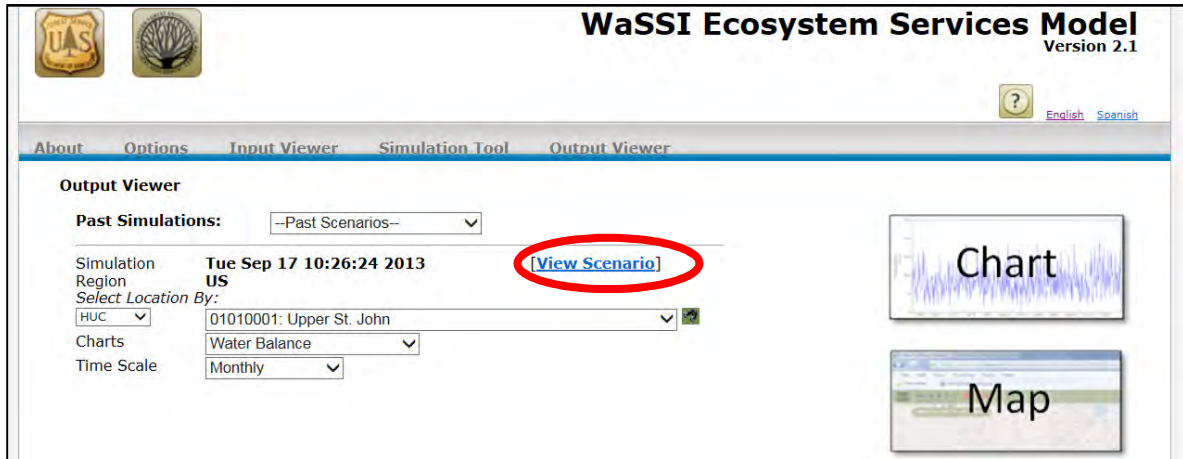 UAS
WaSSI Ecosystem Services Model
Version 2.1
?
English Spanish
About Options Input Viewer Simulation Tool Output Viewer
Output Viewer
Past Simulations: --Past Scenarios--
Simulation Tue Sep 17 10:26:24 2013 [View Scenario]
Region US
Select Location By:
HUC 01010001: Upper St. John
Charts Water Balance
Time Scale Monthly
Chart
Map